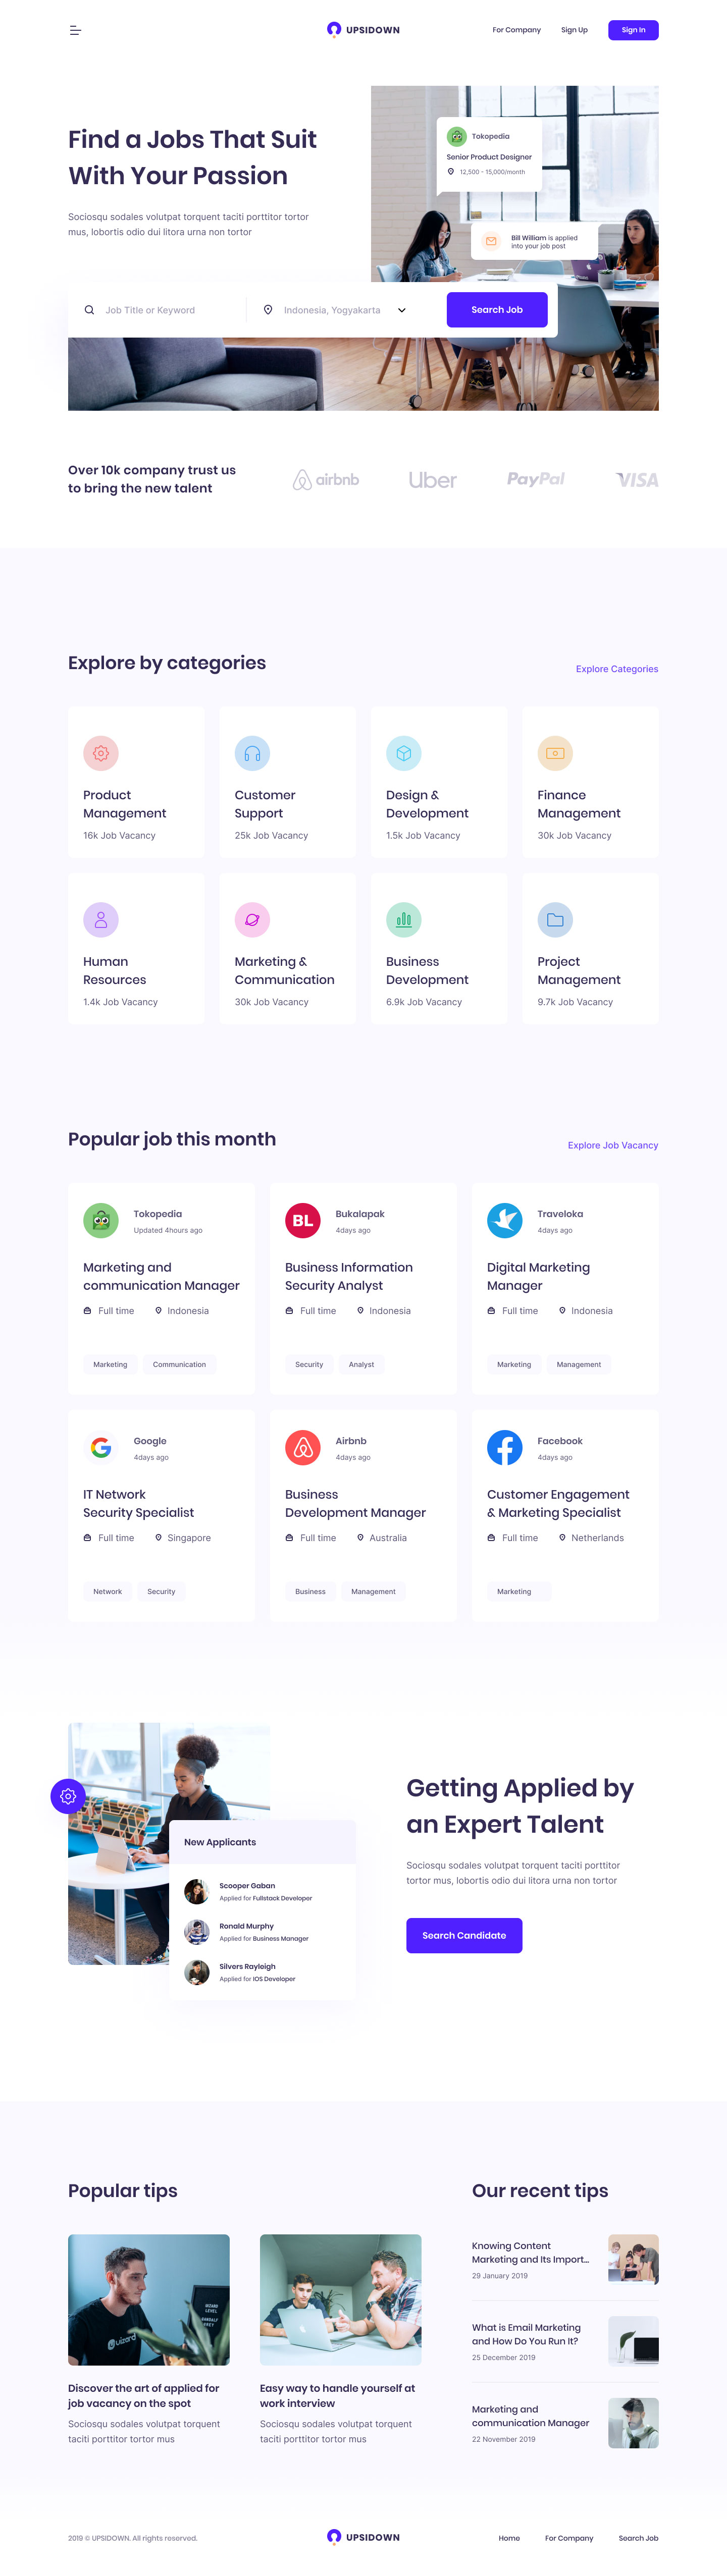 UPSIDOWN
For Company
Sign Up
Sign In
Find a Jobs That Suit
With Your Passion
Sociosqu sodales volutpat torquent taciti porttitor tortor
mus, lobortis odio dui litora urna non tortor
Tokopedia
Senior Product Designer
12,500 - 15,000/month
Bill William is applied
into your job post
Job Title or Keyword
Indonesia, Yogyakarta
Search Job
Over 10k company trust us
to bring the new talent
airbnb
Uber
PayPal
VISA
Explore by categories
Explore Categories
Product
Management
16k Job Vacancy
Customer
Support
25k Job Vacancy
Design &
Development
1.5k Job Vacancy
Finance
Management
30k Job Vacancy
Human
Resources
1.4k Job Vacancy
Marketing &
Communication
30k Job Vacancy
Business
Development
6.9k Job Vacancy
Project
Management
9.7k Job Vacancy
Popular job this month
Explore Job Vacancy
Tokopedia
Updated 4hours ago
Marketing and
communication Manager
Full time
Indonesia
Marketing
Communication
BL
Bukalapak
4days ago
Business Information
Security Analyst
Full time
Indonesia
Security
Analyst
Traveloka
4days ago
Digital Marketing
Manager
Full time
Indonesia
Marketing
Management
Google
4days ago
IT Network
Security Specialist
Full time
Singapore
Network
Security
Airbnb
4days ago
Business
Development Manager
Full time
Australia
Business
Management
Facebook
4days ago
Customer Engagement
& Marketing Specialist
Full time
Netherlands
Marketing
New Applicants
Scooper Gaban
Applied for Fullstack Developer
Ronald Murphy
Applied for Business Manager
Silvers Rayleigh
Applied for IOS Developer
Getting Applied by
an Expert Talent
Sociosqu sodales volutpat torquent taciti porttitor
mus, lobortis odio dui litora urna non tortor
Search Candidate
Popular tips
uizard
WIZARD
LEVEL
Discover the art of applied for
job vacancy on the spot
Sociosqu sodales volutpat torquent
taciti porttitor tortor mus
Easy way to handle yourself at
work interview
Sociosqu sodales volutpat torquent
taciti porttitor tortor mus
Our recent tips
Knowing Content
Marketing and Its Import...
29 January 2019
What is Email Marketing
and How Do You Run It?
25 December 2019
Marketing and
communication Manager
22 November 2019
2019 © UPSIDOWN. All rights reserved.
UPSIDOWN
Home
For Company
Search Job